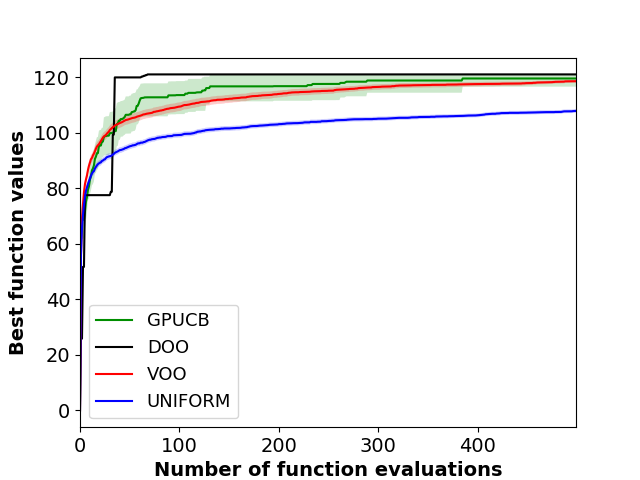 Best function values
120
100
80
60
40
20
0
GPUCB
DOO
VOO
UNIFORM
0 100 200 300 400
Number of function evaluations